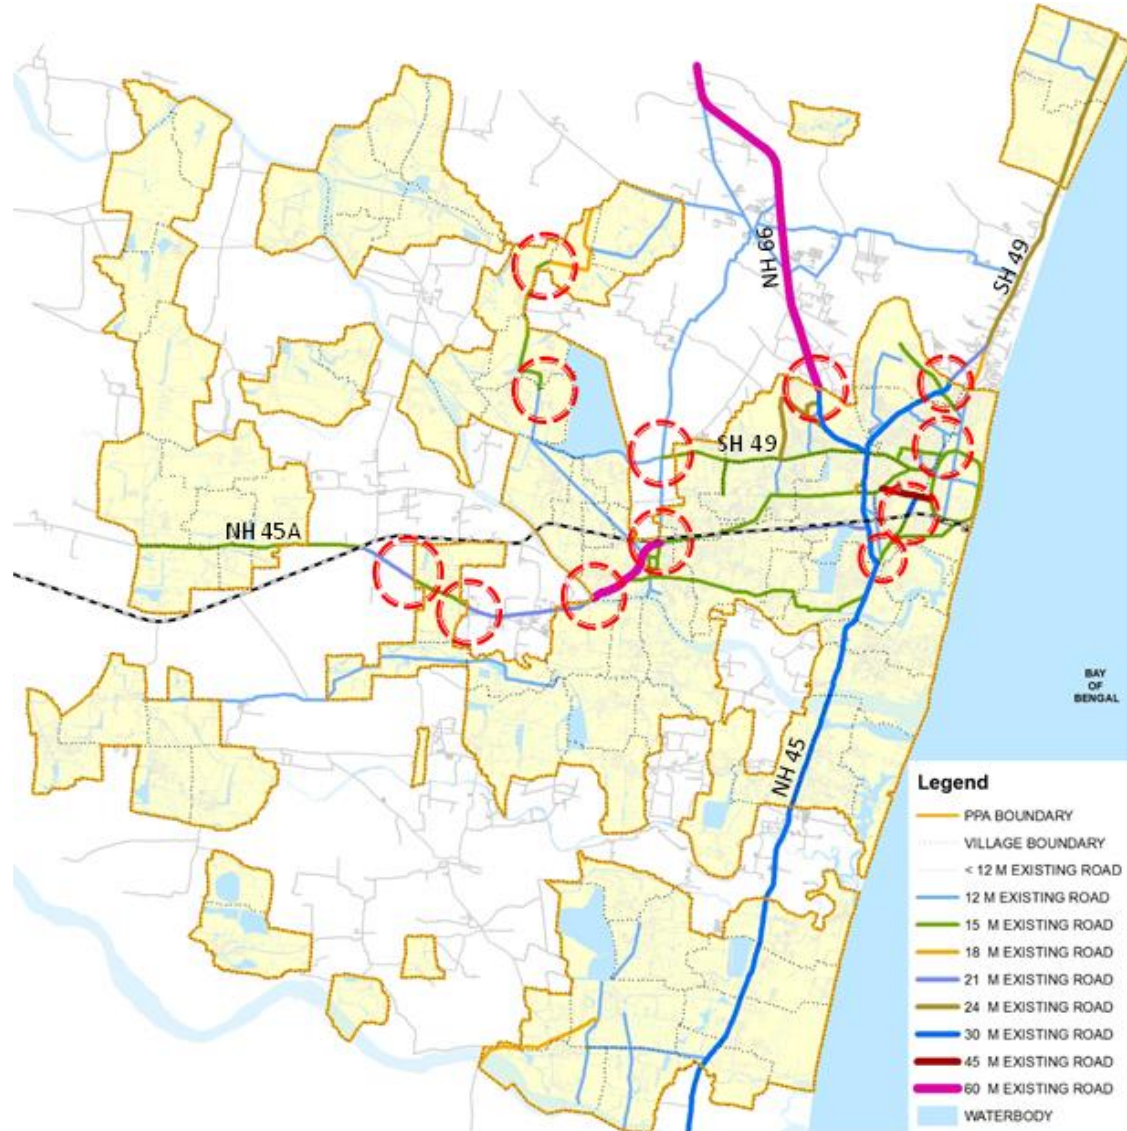 NH 66
SH 49
SH 49
NH 45A
NH 45
BAY
OF
BENGAL
Legend
PPA BOUNDARY
VILLAGE BOUNDARY
< 12 M EXISTING ROAD
12 M EXISTING ROAD
15 M EXISTING ROAD
18 M EXISTING ROAD
21 M EXISTING ROAD
24 M EXISTING ROAD
30 M EXISTING ROAD
45 M EXISTING ROAD
60 M EXISTING ROAD
WATERBODY